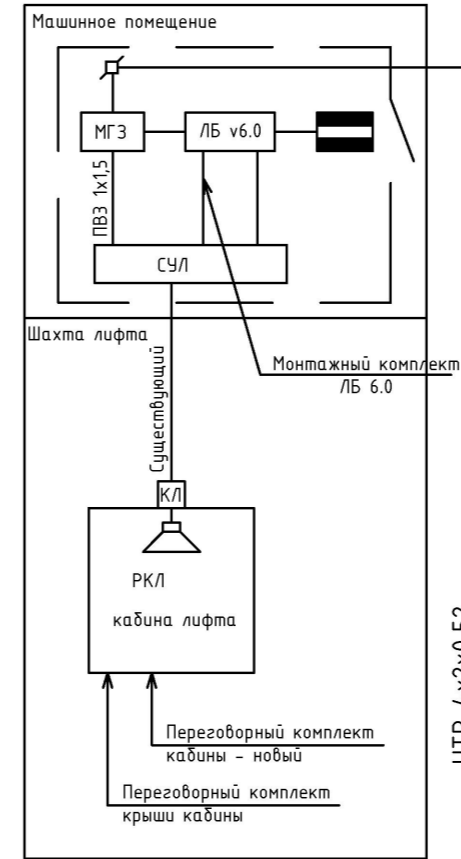 Машинное помещение
МГЗ
ЛБ v6.0
ПВЗ 1x1,5
СУЛ
Шахта лифта
Монтажный комплект
ЛБ 6.0
Существующий
КЛ
РКЛ
кабина лифта
Переговорный комплект
кабины - новый
Переговорный комплект
крыши кабины